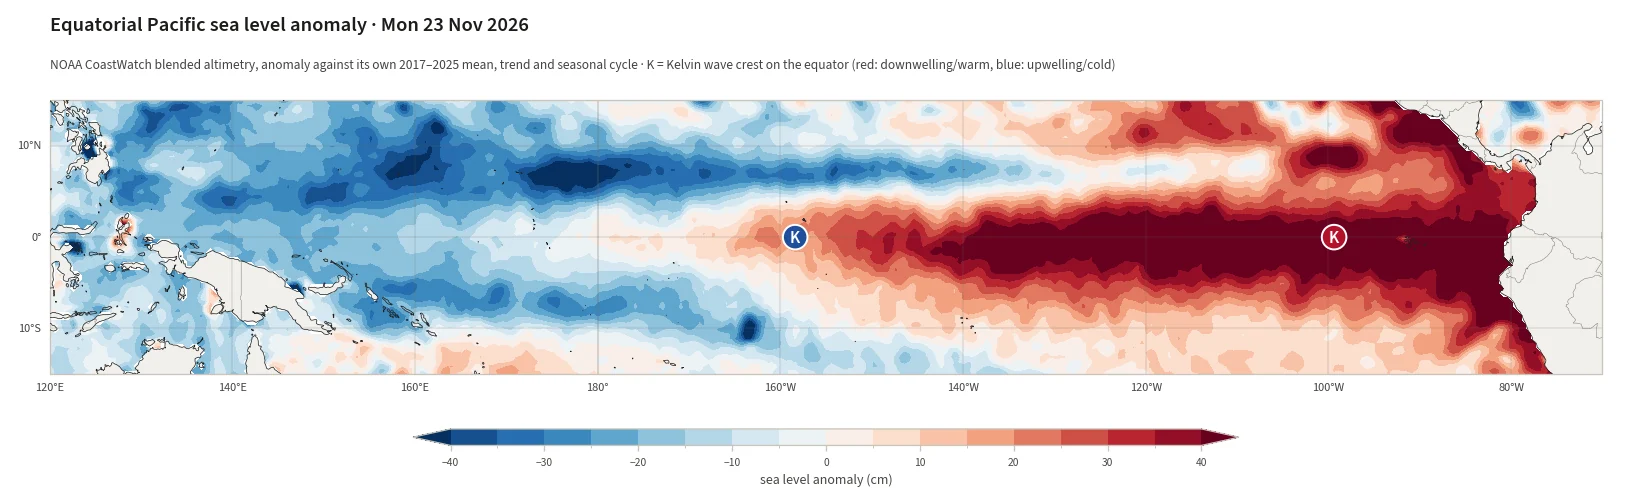 Equatorial Pacific sea level anomaly · Mon 23 Nov 2026
NOAA CoastWatch blended altimetry, anomaly against its own 2017–2025 mean, trend and seasonal cycle · K = Kelvin wave crest on the equator (red: downwelling/warm, blue: upwelling/cold)
10°N
0°
10°S
K
K
120°E 140°E 160°E 180° 160°W 140°W 120°W 100°W 80°W
−40 −30 −20 −10 0 10 20 30 40
sea level anomaly (cm)